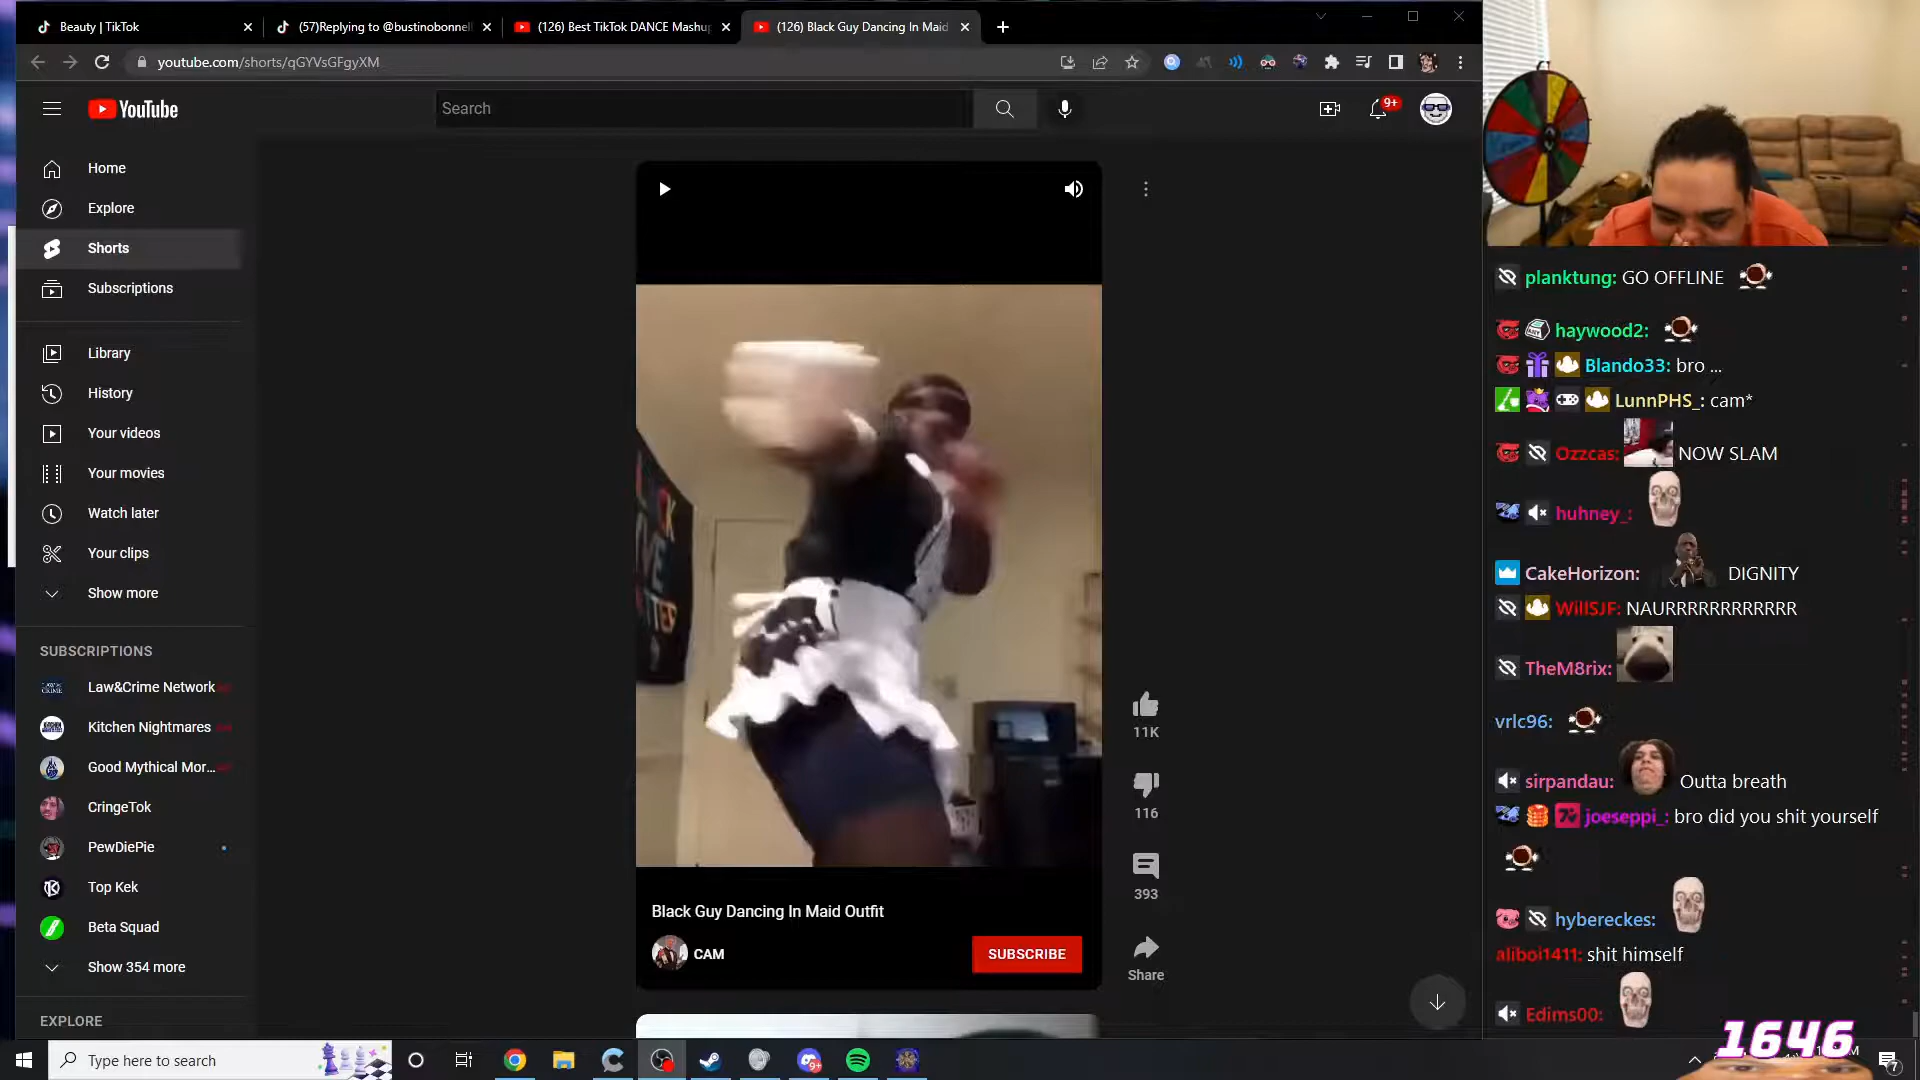 Beauty | TikTok
(57)Replying to @bustinobonnell
(126) Best TikTok DANCE Mashup
(126) Black Guy Dancing In Maid
youtube.com/shorts/qGYVsGFgyXM
YouTube
Search
9+
Home
Explore
Shorts
Subscriptions
Library
History
Your videos
Your movies
Watch later
Your clips
Show more
SUBSCRIPTIONS
Law&Crime Network
Kitchen Nightmares
Good Mythical Mor...
CringeTok
PewDiePie
Top Kek
Beta Squad
Show 354 more
EXPLORE
11K
116
393
Share
Black Guy Dancing In Maid Outfit
CAM
SUBSCRIBE
planktung: GO OFFLINE
haywood2:
Blando33: bro ...
LunnPHS_: cam*
Ozzcas: NOW SLAM
huhney_:
CakeHorizon: DIGNITY
WillSJF: NAURRRRRRRRRRRR
TheM8rix:
vrlc96:
sirpandau: Outta breath
joeseppi_: bro did you shit yourself
hybereckes:
aliboi1411: shit himself
Edims00:
1646
Type here to search
9+
7